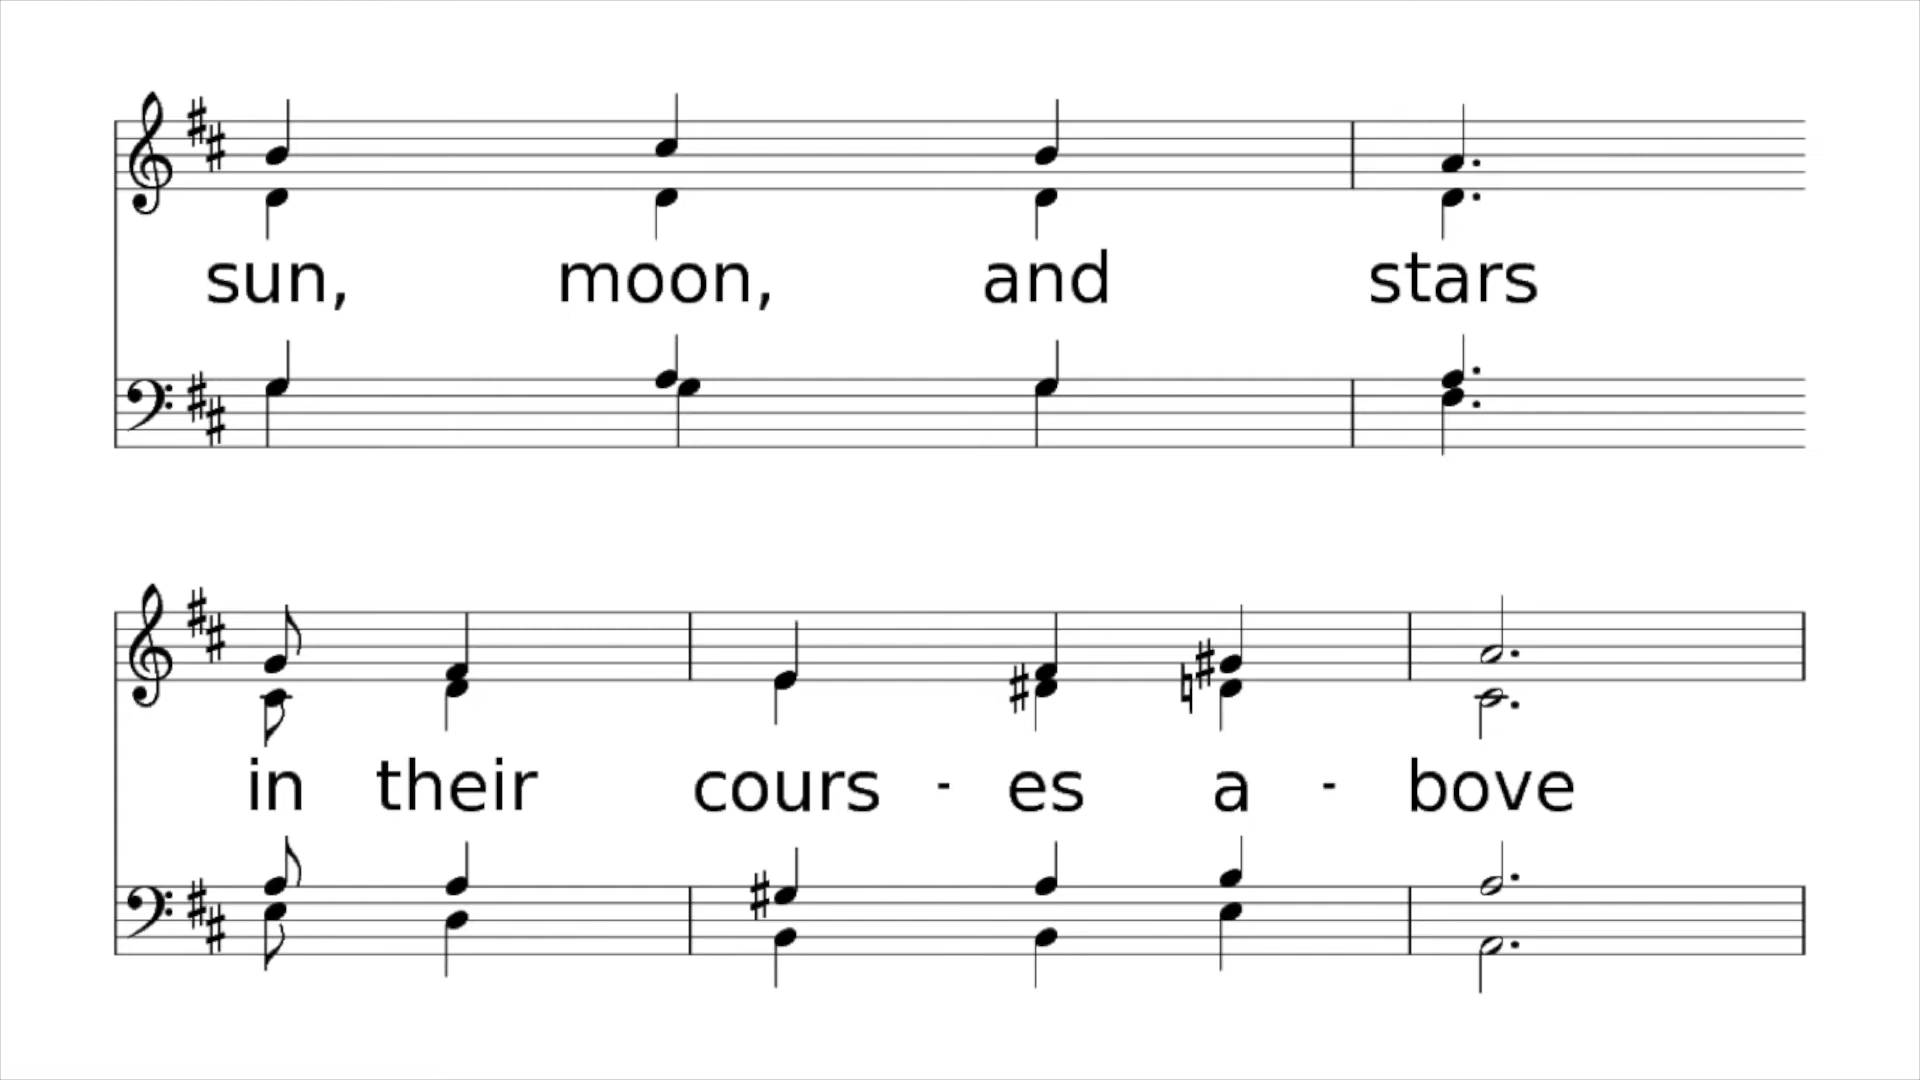 sun, moon, and stars
in their cours - es a - bove